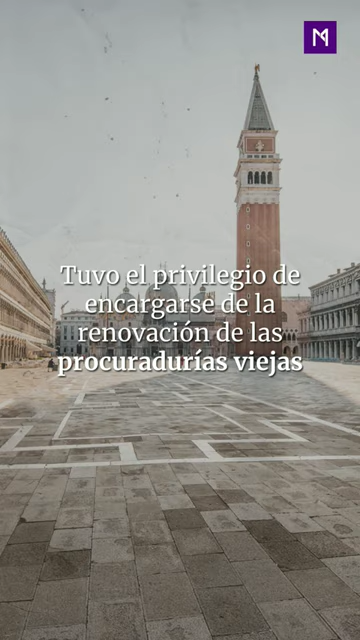 Tuvo el privilegio de
encargarse de la
renovación de las
procuradurías viejas